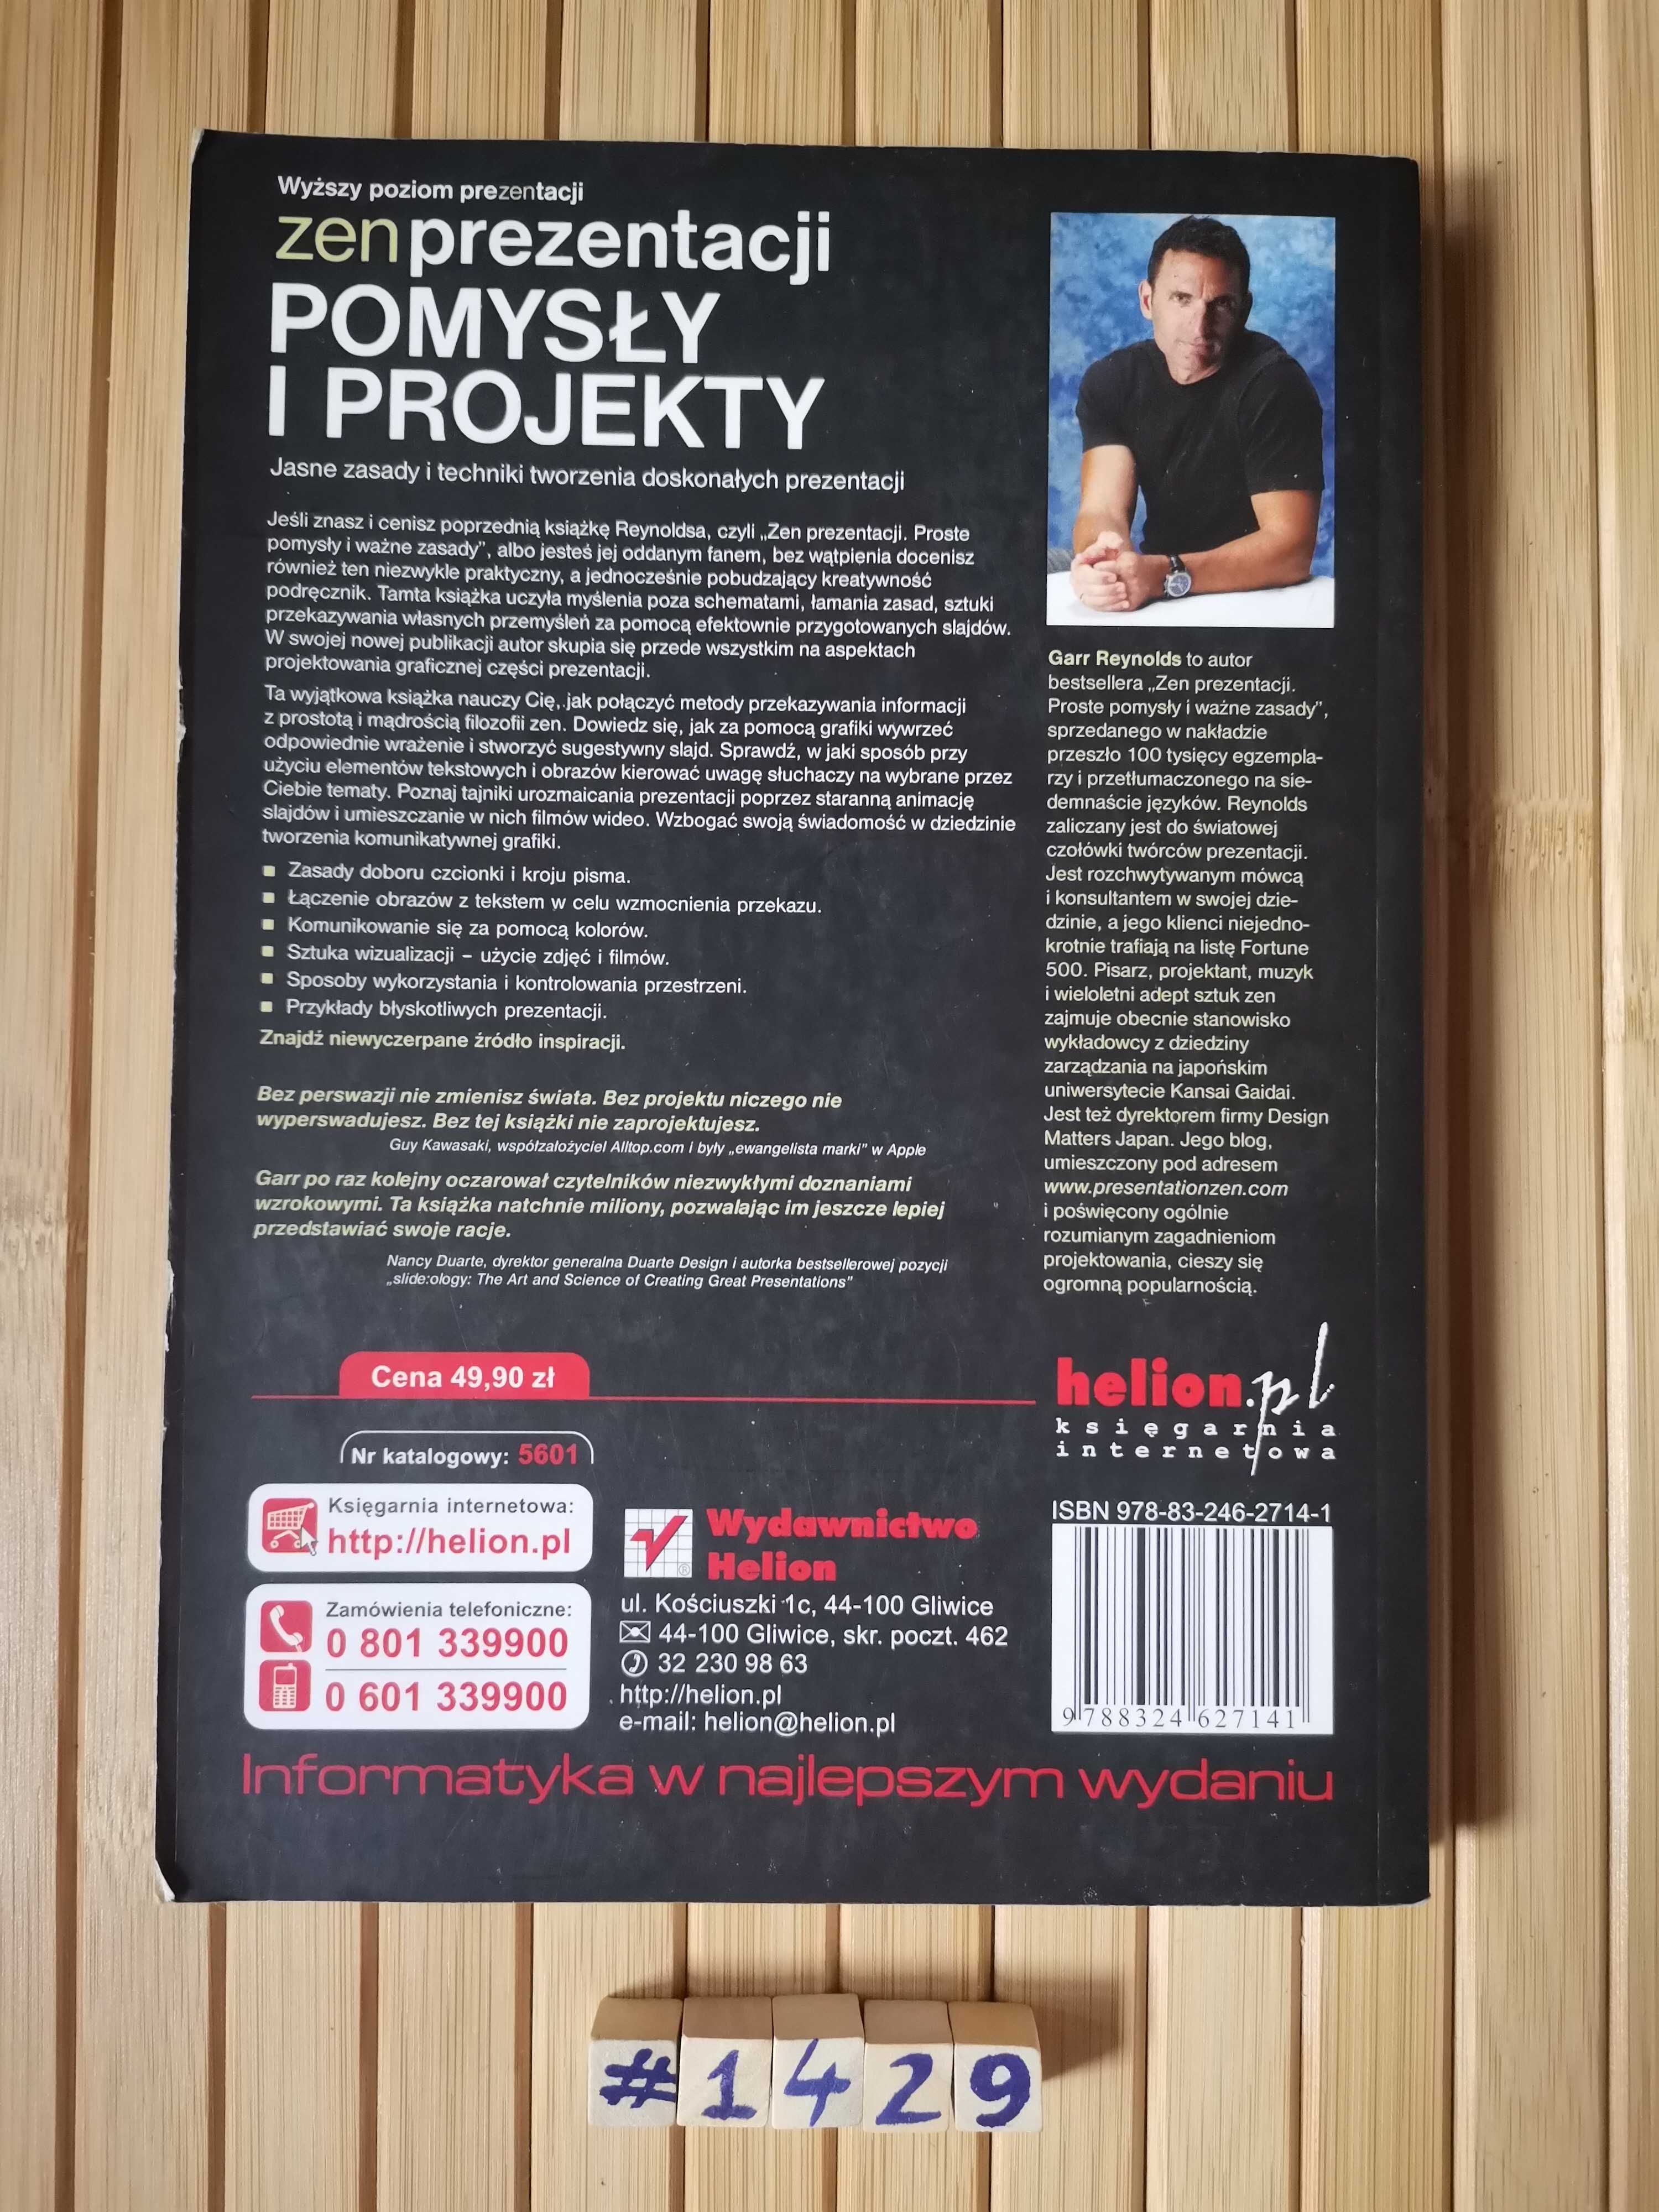 Wyższy poziom prezentacji
zenprezentacji
POMYSŁY
I PROJEKTY
Jasne zasady i techniki tworzenia doskonałych prezentacji
Jeśli znasz i cenisz poprzednią książkę Reynoldsa, czyli „Zen prezentacji. Proste
pomysły i ważne zasady”, albo jesteś jej oddanym fanem, bez wątpienia docenisz
również ten niezwykle praktyczny, a jednocześnie pobudzający kreatywność
podręcznik. Tamta książka uczyła myślenia poza schematami, łamania zasad, sztuki
przekazywania własnych przemyśleń za pomocą efektownie przygotowanych slajdów.
W swojej nowej publikacji autor skupia się przede wszystkim na aspektach
projektowania graficznej części prezentacji.
Ta wyjątkowa książka nauczy Cię, jak połączyć metody przekazywania informacji
z prostotą i mądrością filozofii zen. Dowiedz się, jak za pomocą grafiki wywrzeć
odpowiednie wrażenie i stworzyć sugestywny slajd. Sprawdź, w jaki sposób przy
użyciu elementów tekstowych i obrazów kierować uwagę słuchaczy na wybrane przez
Ciebie tematy. Poznaj tajniki urozmaicania prezentacji poprzez staranną animację
slajdów i umieszczanie w nich filmów wideo. Wzbogać swoją świadomość w dziedzinie
tworzenia komunikatywnej grafiki.
Zasady doboru czcionki i kroju pisma.
Łączenie obrazów z tekstem w celu wzmocnienia przekazu.
Komunikowanie się za pomocą kolorów.
Sztuka wizualizacji – użycie zdjęć i filmów.
Sposoby wykorzystania i kontrolowania przestrzeni.
Przykłady błyskotliwych prezentacji.
Znajdź niewyczerpane źródło inspiracji.
Bez perswazji nie zmienisz świata. Bez projektu niczego nie
wyperswadujesz. Bez tej książki nie zaprojektujesz.
Guy Kawasaki, współzałożyciel Alltop.com i były „ewangelista marki” w Apple
Garr po raz kolejny oczarował czytelników niezwykłymi doznaniami
wzrokowymi. Ta książka natchnie miliony, pozwalając im jeszcze lepiej
przedstawiać swoje racje.
Nancy Duarte, dyrektor generalna Duarte Design i autorka bestsellerowej pozycji
„slide:ology: The Art and Science of Creating Great Presentations”
Garr Reynolds to autor
bestsellera „Zen prezentacji.
Proste pomysły i ważne zasady”,
sprzedanego w nakładzie
przeszło 100 tysięcy egzempla-
rzy i przetłumaczonego na sie-
demnaście języków. Reynolds
zaliczany jest do światowej
czołówki twórców prezentacji.
Jest rozchwytywanym mówcą
i konsultantem w swojej dzie-
dzinie, a jego klienci niejedno-
krotnie trafiają na listę Fortune
500. Pisarz, projektant, muzyk
i wieloletni adept sztuk zen
zajmuje obecnie stanowisko
wykładowcy z dziedziny
zarządzania na japońskim
uniwersytecie Kansai Gaidai.
Jest też dyrektorem firmy Design
Matters Japan. Jego blog,
umieszczony pod adresem
www.presentationzen.com
i poświęcony ogólnie
rozumianym zagadnieniom
projektowania, cieszy się
ogromną popularnością.
Cena 49,90 zł
Nr katalogowy: 5601
Księgarnia internetowa:
http://helion.pl
Zamówienia telefoniczne:
0 801 339900
0 601 339900
Wydawnictwo
Helion
ul. Kościuszki 1c, 44-100 Gliwice
44-100 Gliwice, skr. poczt. 462
32 230 98 63
http://helion.pl
e-mail: helion@helion.pl
helion.pl
księgarnia
internetowa
ISBN 978-83-246-2714-1
9 788324 627141
Informatyka w najlepszym wydaniu
#1429